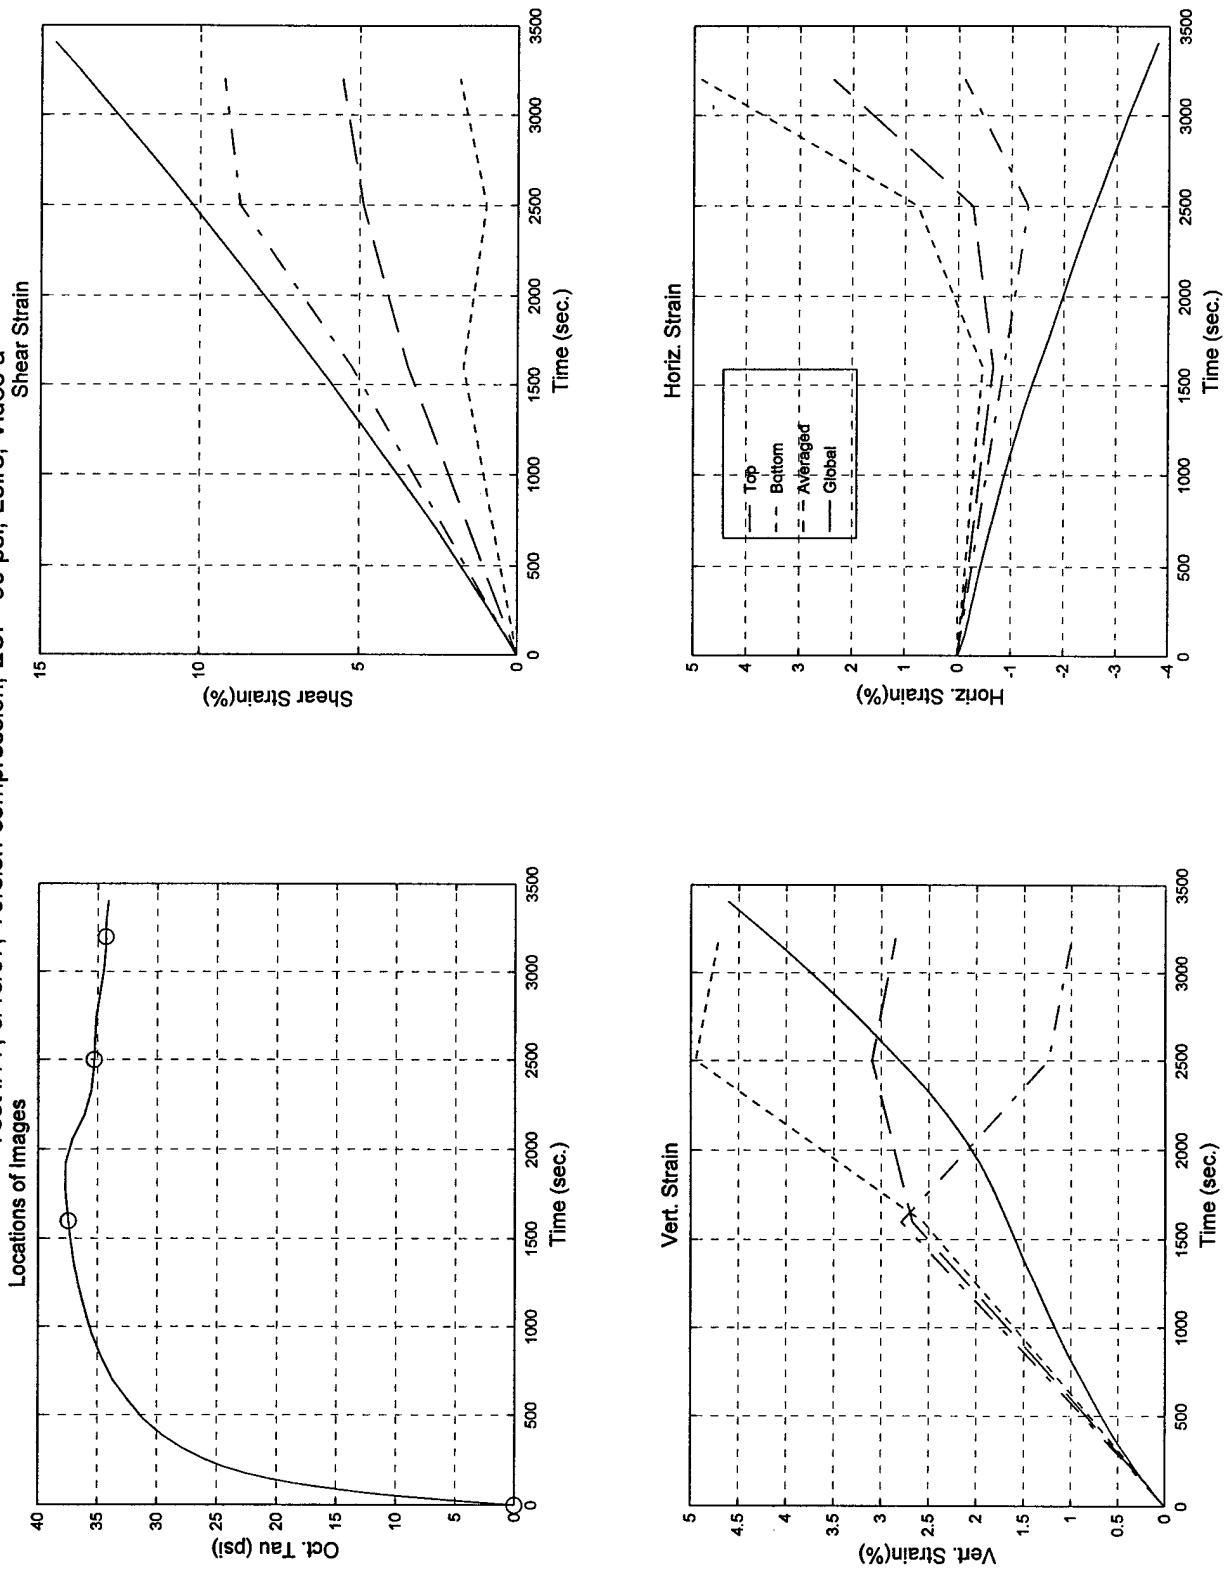 Locations of Images
Oct. Tau (psi)
40
35
30
25
20
15
10
5
0
0 500 1000 1500 2000 2500 3000 3500
Time (sec.)
Shear Strain
Shear Strain(%)
15
10
5
0
0 500 1000 1500 2000 2500 3000 3500
Time (sec.)
Vert. Strain
Vert. Strain(%)
5
4.5
4
3.5
3
2.5
2
1.5
1
0.5
0
0 500 1000 1500 2000 2500 3000 3500
Time (sec.)
Horiz. Strain
Horiz. Strain(%)
5
4
3
2
1
0
-1
-2
-3
-4
0 500 1000 1500 2000 2500 3000 3500
Time (sec.)
Top
Bottom
Averaged
Global